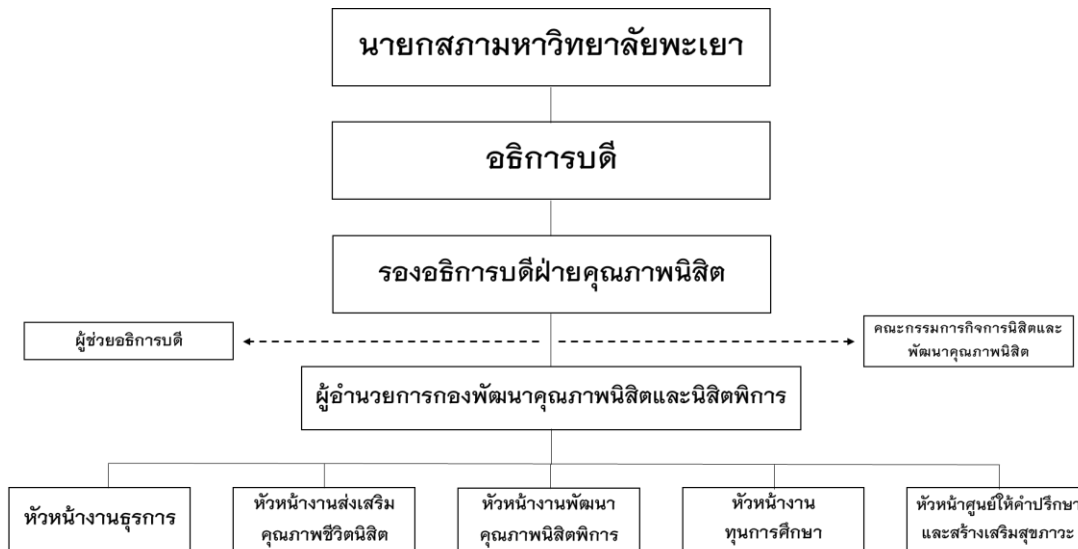 นายกสภามหาวิทยาลัยพะเยา
อธิการบดี
รองอธิการบดีฝ่ายคุณภาพนิสิต
ผู้ช่วยอธิการบดี
คณะกรรมการกิจการนิสิตและ
พัฒนาคุณภาพนิสิต
ผู้อำนวยการกองพัฒนาคุณภาพนิสิตและนิสิตพิการ
หัวหน้างานธุรการ
หัวหน้างานส่งเสริม
คุณภาพชีวิตนิสิต
หัวหน้างานพัฒนา
คุณภาพนิสิตพิการ
หัวหน้างาน
ทุนการศึกษา
หัวหน้าศูนย์ให้คำปรึกษา
และสร้างเสริมสุขภาวะ